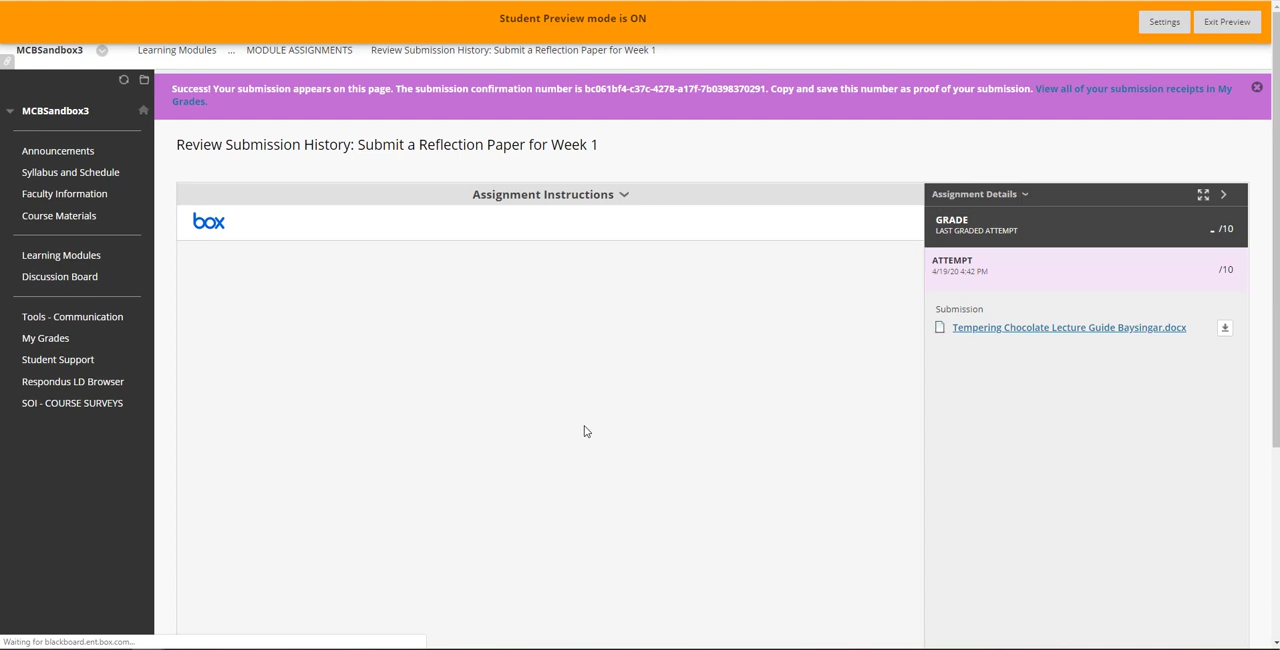 Student Preview mode is ON
Settings
Exit Preview
MCBSandbox3
Learning Modules
...
MODULE ASSIGNMENTS
Review Submission History: Submit a Reflection Paper for Week 1
MCBSandbox3
Announcements
Syllabus and Schedule
Faculty Information
Course Materials
Learning Modules
Discussion Board
Tools - Communication
My Grades
Student Support
Respondus LD Browser
SOI - COURSE SURVEYS
Success! Your submission appears on this page. The submission confirmation number is bc061bf4-c37c-4278-a17f-7b0398370291. Copy and save this number as proof of your submission. View all of your submission receipts in My
Grades.
Review Submission History: Submit a Reflection Paper for Week 1
Assignment Instructions
box
Assignment Details
GRADE
LAST GRADED ATTEMPT
- /10
ATTEMPT
4/19/20 4:42 PM
/10
Submission
Tempering Chocolate Lecture Guide Baysingar.docx
Waiting for blackboard.ent.box.com...